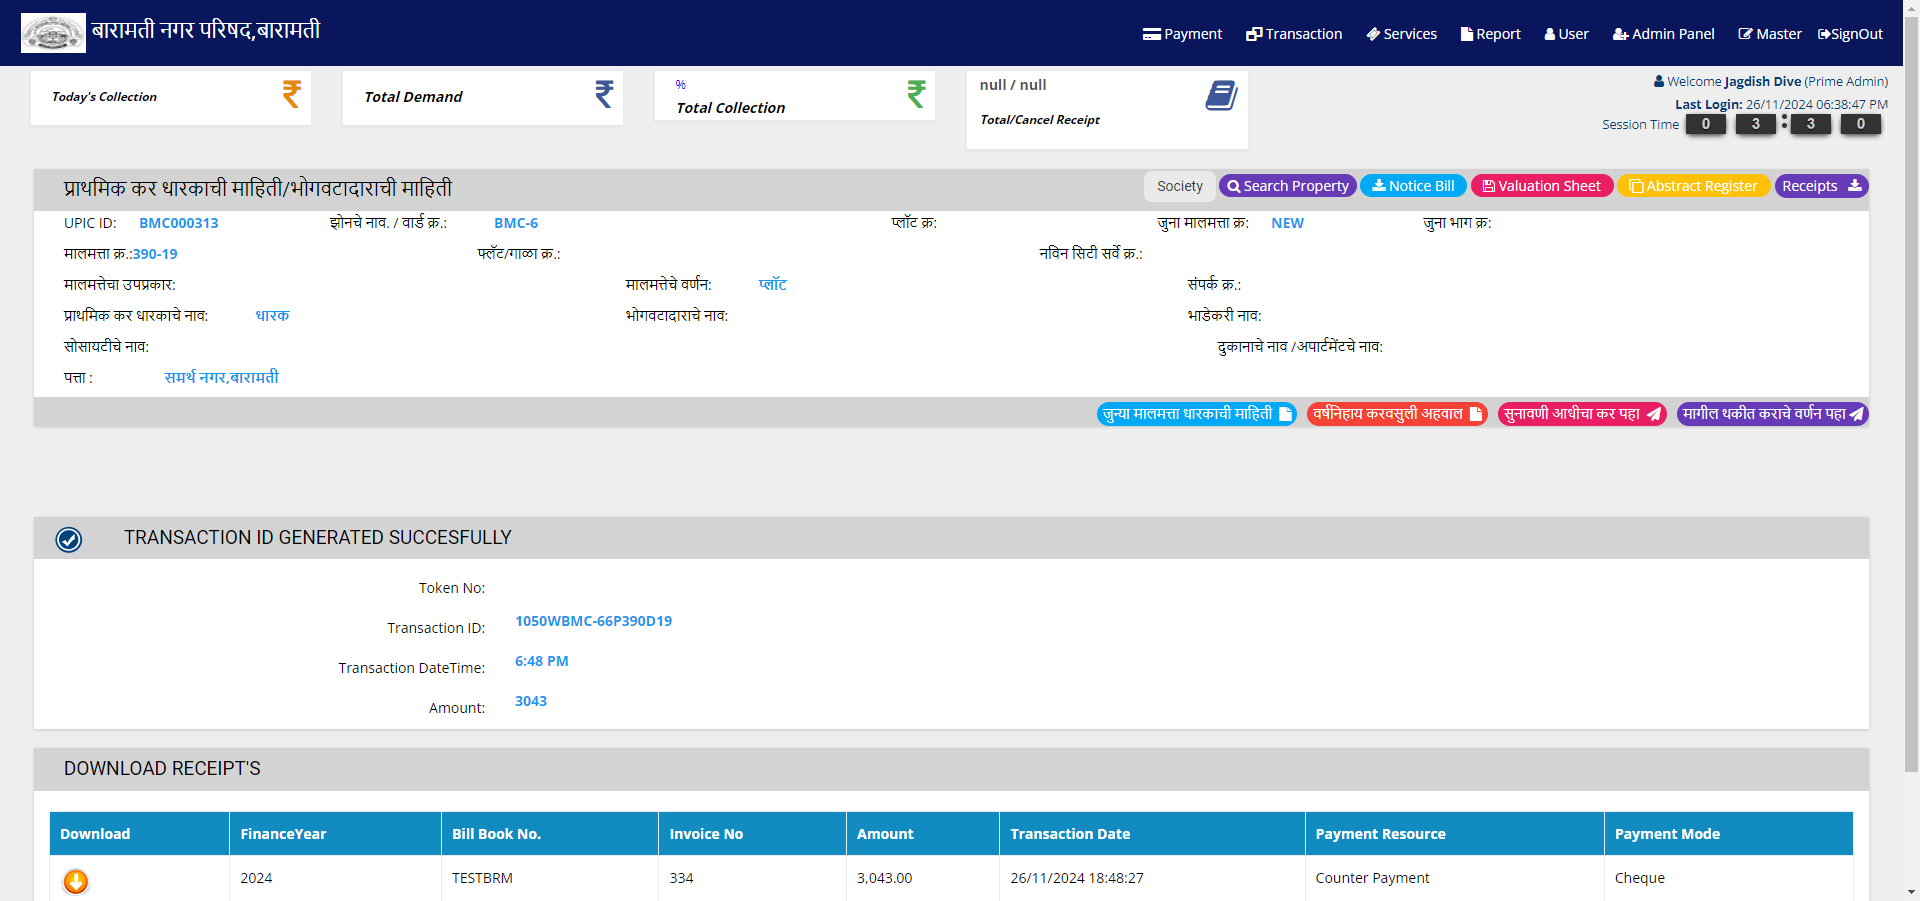 बारामती नगर परिषद,बारामती
Payment Transaction Services Report User Admin Panel Master SignOut
Today's Collection
Total Demand
%
Total Collection
null / null
Total/Cancel Receipt
Welcome Jagdish Dive (Prime Admin)
Last Login: 26/11/2024 06:38:47 PM
Session Time 0 3 : 3 0
प्राथमिक कर धारकाची माहिती/भोगवटादाराची माहिती
Society Search Property Notice Bill Valuation Sheet Abstract Register Receipts
UPIC ID: BMC000313 झोनचे नाव. / वार्ड क्र.: BMC-6 प्लॉट क्र: जुना मालमत्ता क्र: NEW जुना भाग क्र:
मालमत्ता क्र.:390-19 फ्लॅट/गाळा क्र.: नविन सिटी सर्वे क्र.:
मालमत्तेचा उपप्रकार: मालमत्तेचे वर्णन: प्लॉट संपर्क क्र.:
प्राथमिक कर धारकाचे नाव: धारक भोगवटादाराचे नाव: भाडेकरी नाव:
सोसायटीचे नाव: दुकानाचे नाव /अपार्टमेंटचे नाव:
पत्ता : समर्थ नगर,बारामती
जुन्या मालमत्ता धारकाची माहिती वर्षनिहाय करवसुली अहवाल सुनावणी आधीचा कर पहा मागील थकीत कराचे वर्णन पहा
TRANSACTION ID GENERATED SUCCESFULLY
Token No:
Transaction ID: 1050WBMC-66P390D19
Transaction DateTime: 6:48 PM
Amount: 3043
DOWNLOAD RECEIPT'S
Download FinanceYear Bill Book No. Invoice No Amount Transaction Date Payment Resource Payment Mode
2024 TESTBRM 334 3,043.00 26/11/2024 18:48:27 Counter Payment Cheque